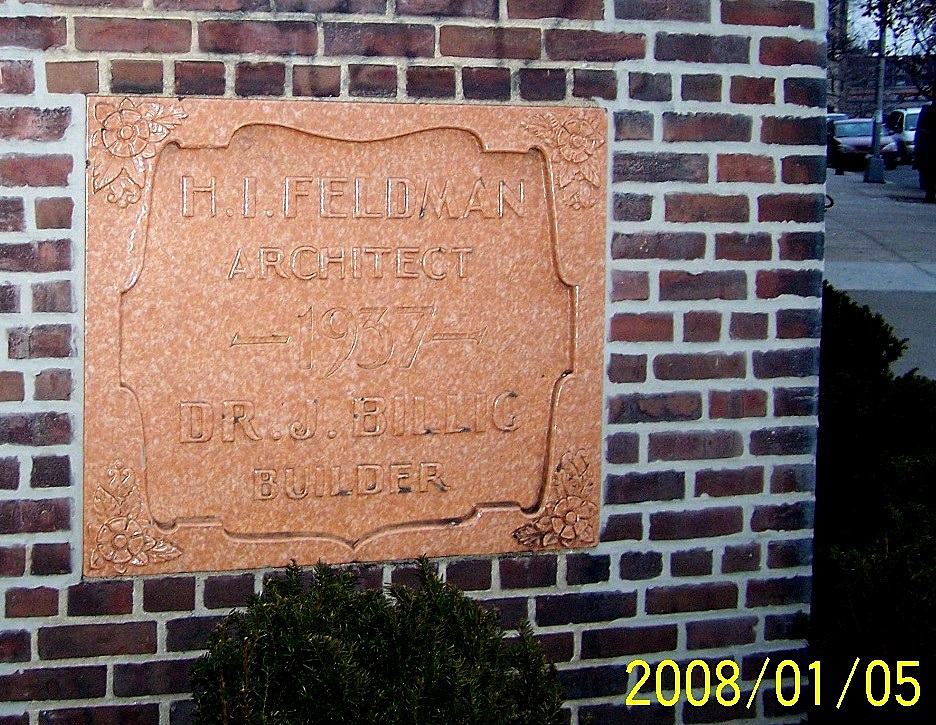 H.I. FELDMAN
ARCHITECT
1937
DR. J. BILLIG
BUILDER
2008/01/05